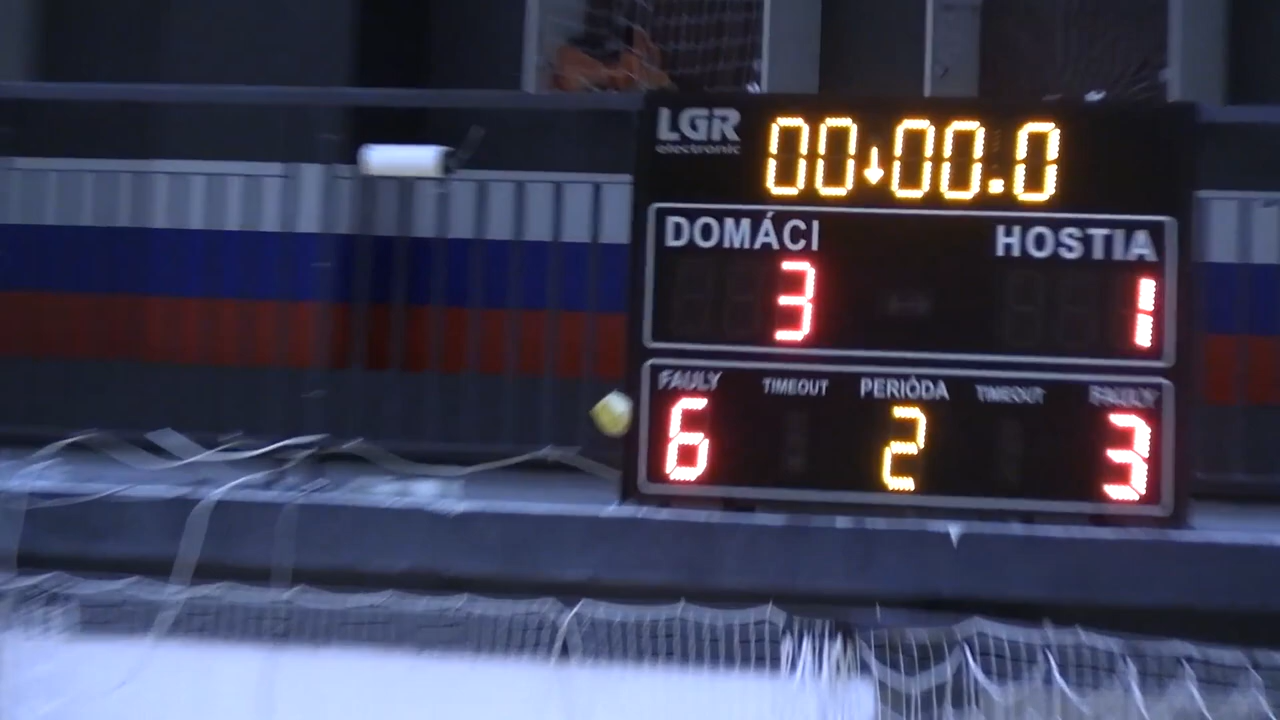 LGR
electronic
00:00.0
DOMÁCI HOSTIA
3 1
FAULY TIMEOUT PERIÓDA TIMEOUT FAULY
6 2 3